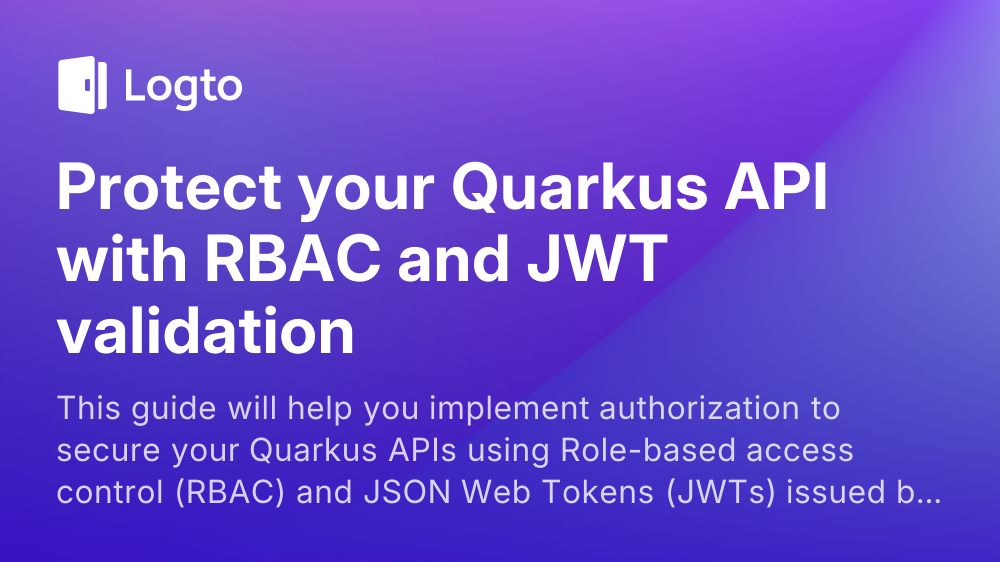 Logto
Protect your Quarkus API
with RBAC and JWT
validation
This guide will help you implement authorization to
secure your Quarkus APIs using Role-based access
control (RBAC) and JSON Web Tokens (JWTs) issued b...